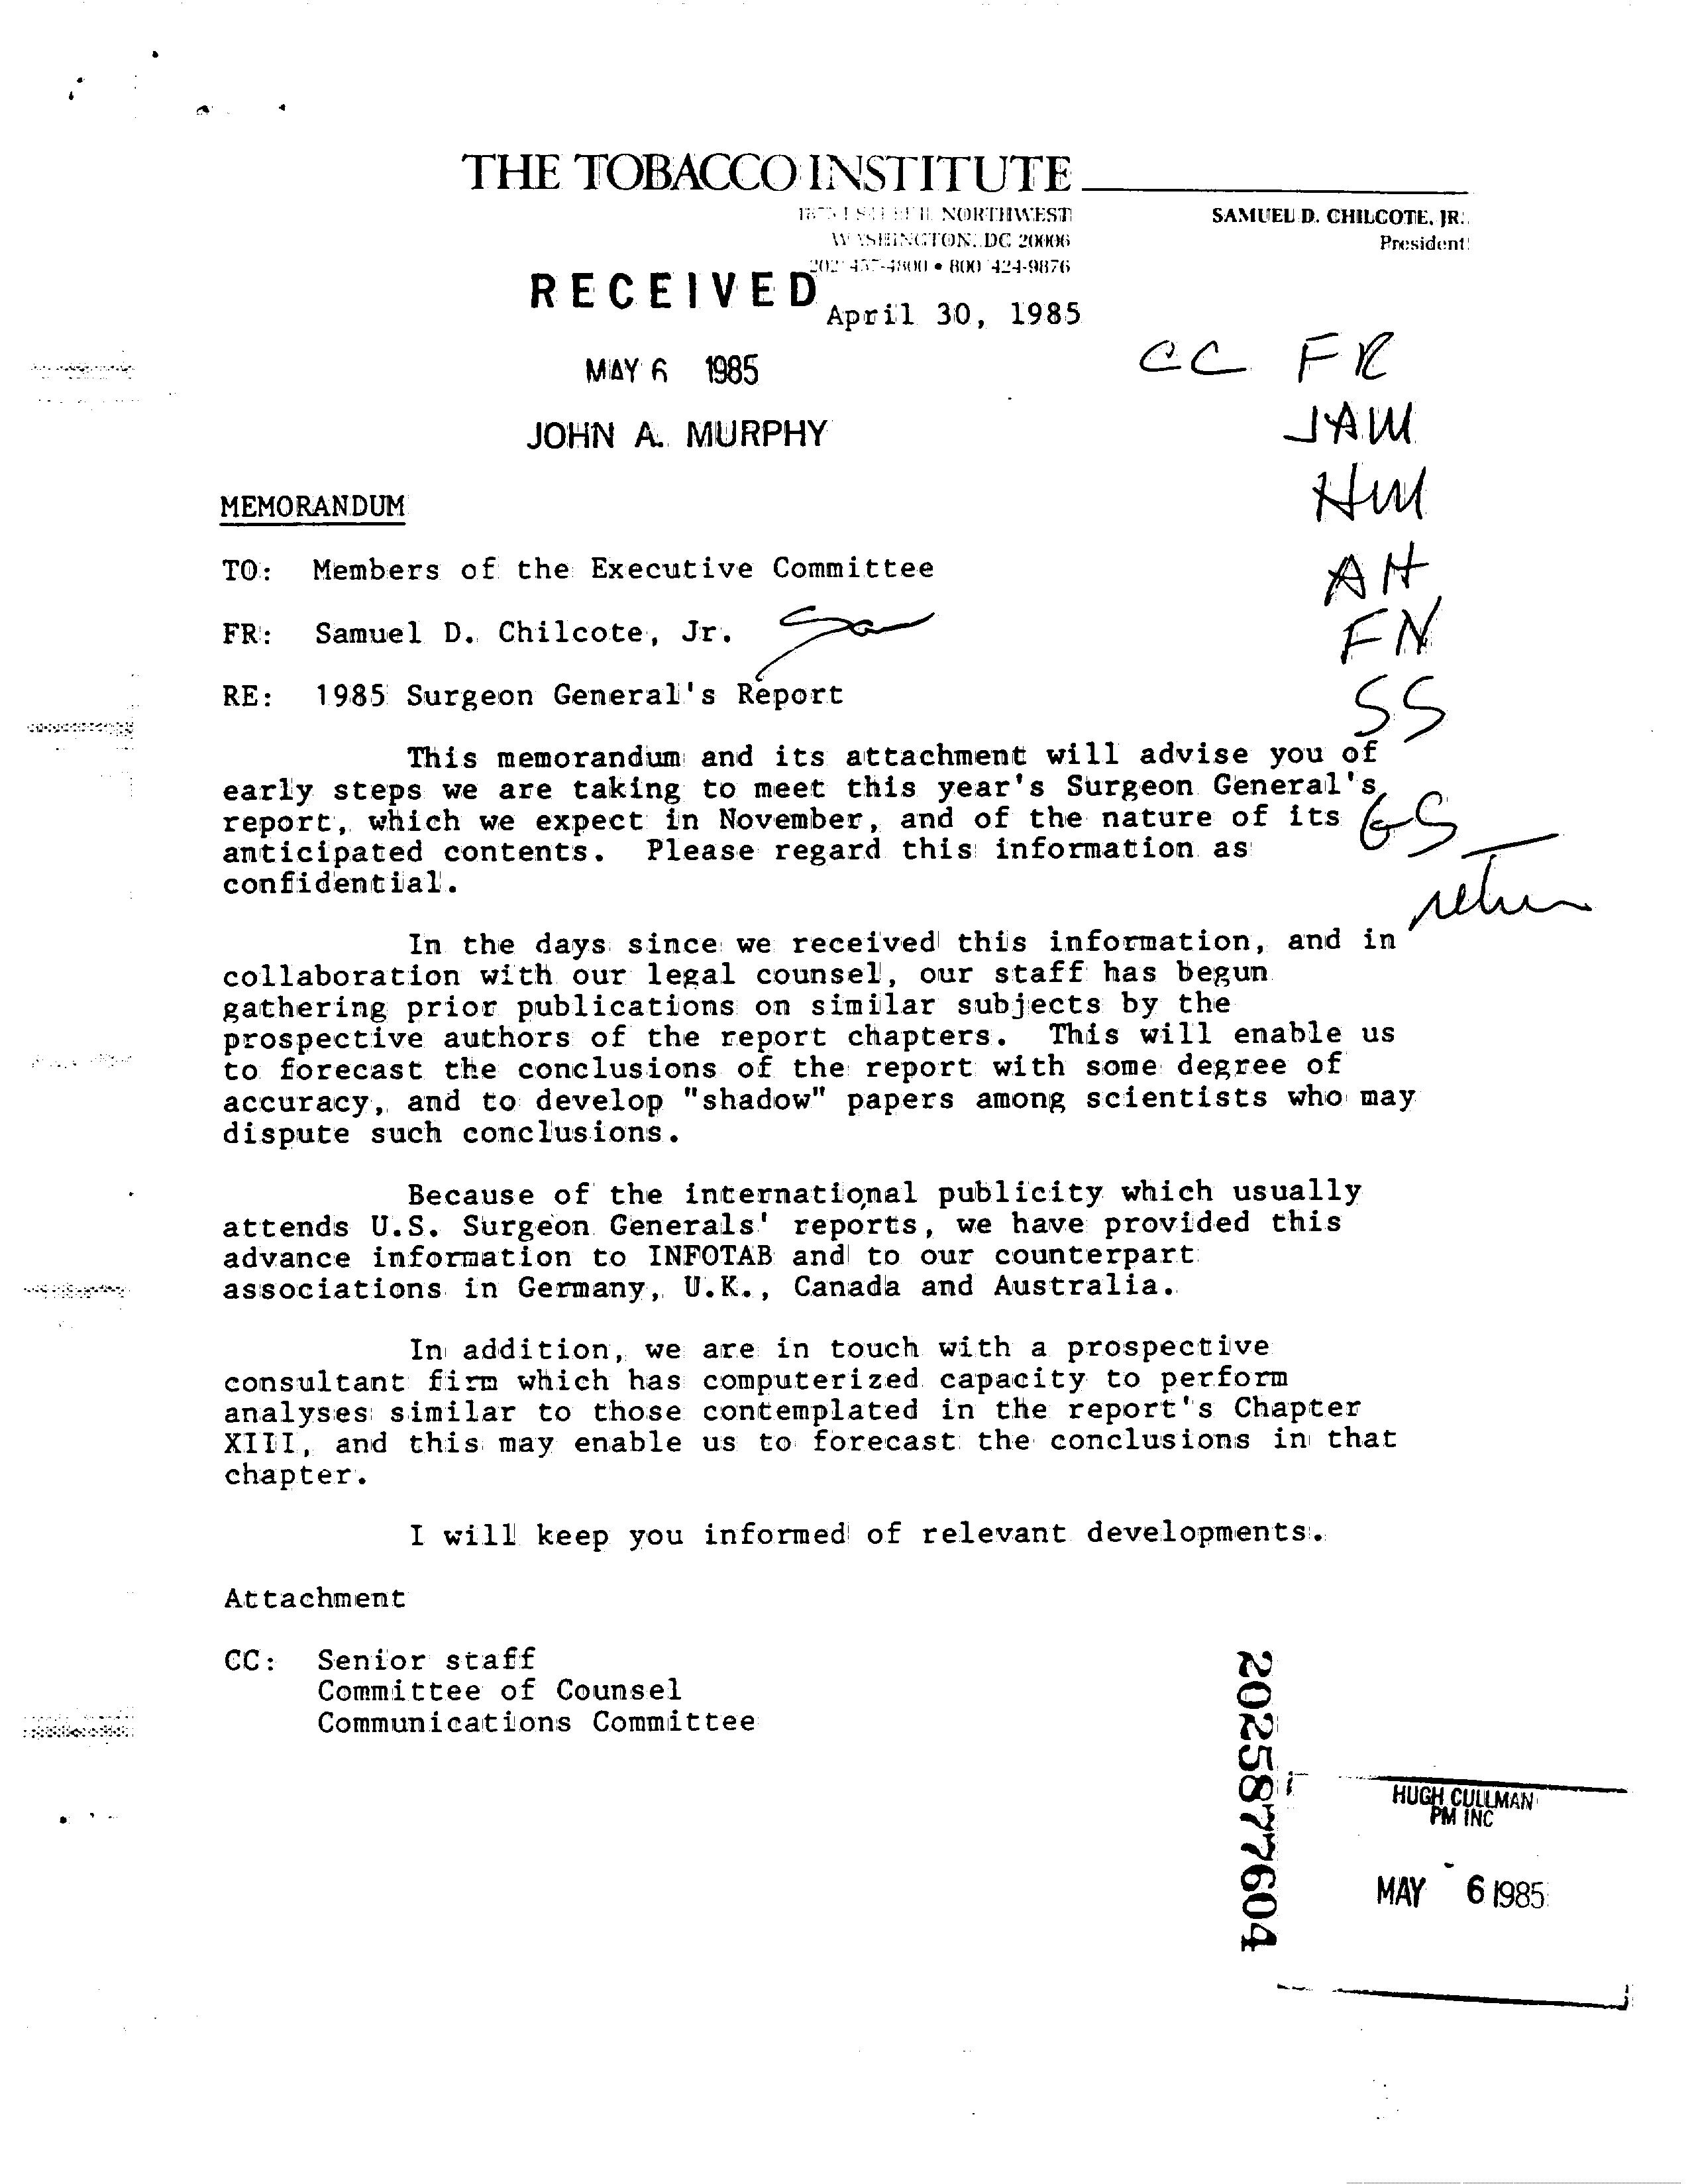 THE TOBACCO INSTITUTE
NORTHWEST
WASHINGTON, DC 20006
202 457-4800 • 800 424-9876
SAMUEL D. CHILCOTE, JR.
President
RECEIVED
April 30, 1985
MAY 6 1985
JOHN A. MURPHY
CC FR
JAM
HM
AH
FN
SS
GS
return
MEMORANDUM
TO: Members of the Executive Committee
FR: Samuel D. Chilcote, Jr. Sam
RE: 1985 Surgeon General's Report
This memorandum and its attachment will advise you of
early steps we are taking to meet this year's Surgeon General's
report, which we expect in November, and of the nature of its
anticipated contents. Please regard this information as
confidential.
In the days since we received this information, and in
collaboration with our legal counsel, our staff has begun
gathering prior publications on similar subjects by the
prospective authors of the report chapters. This will enable us
to forecast the conclusions of the report with some degree of
accuracy, and to develop "shadow" papers among scientists who may
dispute such conclusions.
Because of the international publicity which usually
attends U.S. Surgeon Generals' reports, we have provided this
advance information to INFOTAB and to our counterpart
associations in Germany, U.K., Canada and Australia.
In addition, we are in touch with a prospective
consultant firm which has computerized capacity to perform
analyses similar to those contemplated in the report's Chapter
XIII, and this may enable us to forecast the conclusions in that
chapter.
I will keep you informed of relevant developments.
Attachment
CC: Senior staff
Committee of Counsel
Communications Committee
2025877604
HUGH CULLMAN
PM INC
MAY 6 1985